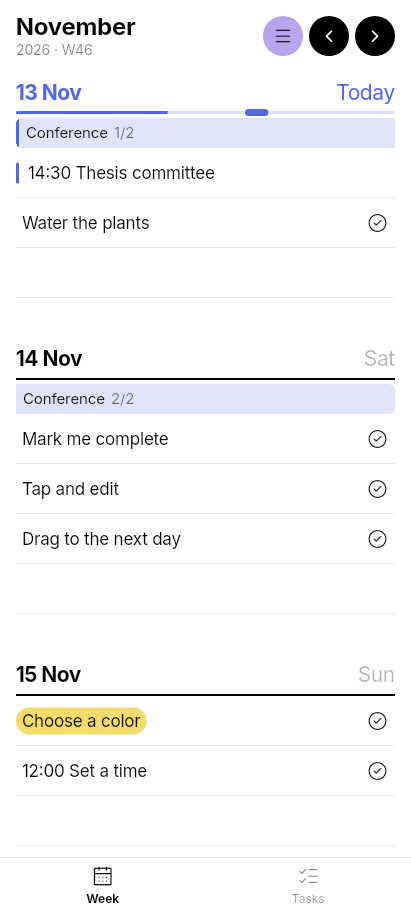 November
2026 · W46
13 Nov Today
Conference 1/2
14:30 Thesis committee
Water the plants
14 Nov Sat
Conference 2/2
Mark me complete
Tap and edit
Drag to the next day
15 Nov Sun
Choose a color
12:00 Set a time
Week Tasks